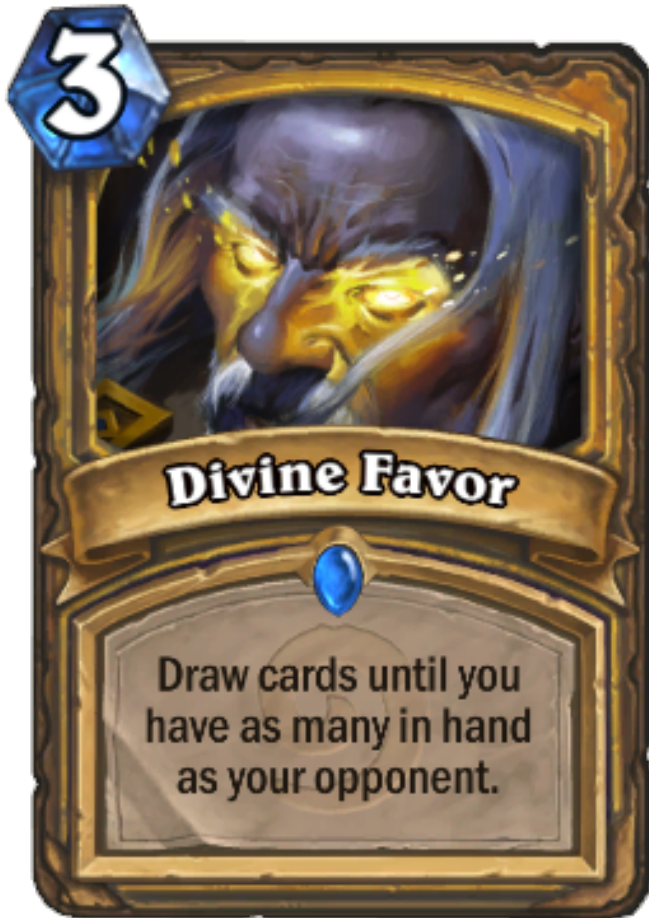 3
Divine Favor
Draw cards until you
have as many in hand
as your opponent.